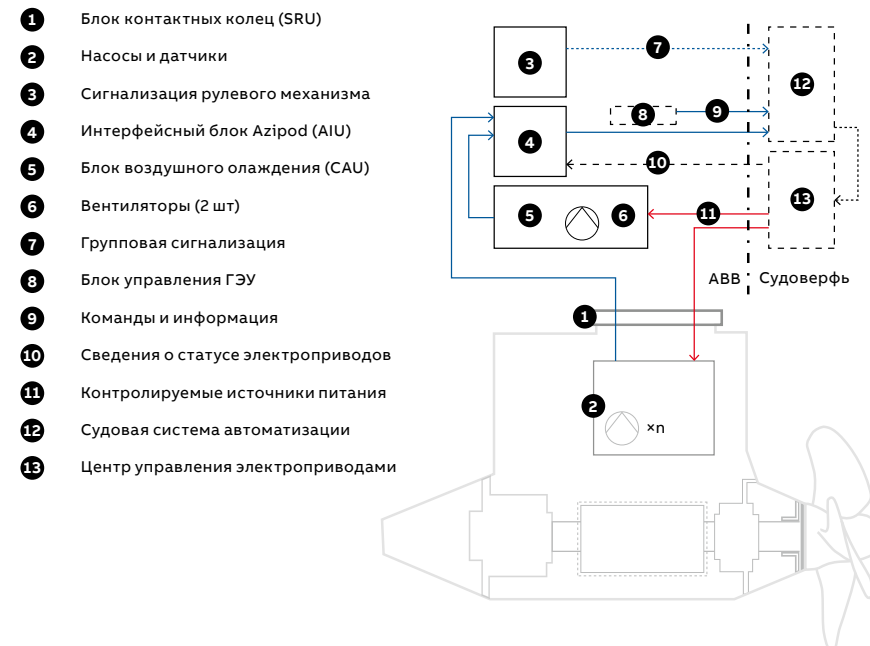 1 Блок контактных колец (SRU)
2 Насосы и датчики
3 Сигнализация рулевого механизма
4 Интерфейсный блок Azipod (AIU)
5 Блок воздушного олаждения (CAU)
6 Вентиляторы (2 шт)
7 Групповая сигнализация
8 Блок управления ГЭУ
9 Команды и информация
10 Сведения о статусе электроприводов
11 Контролируемые источники питания
12 Судовая система автоматизации
13 Центр управления электроприводами
7
3
12
8
9
4
10
13
5
6
11
ABB
Судоверфь
1
2
×n